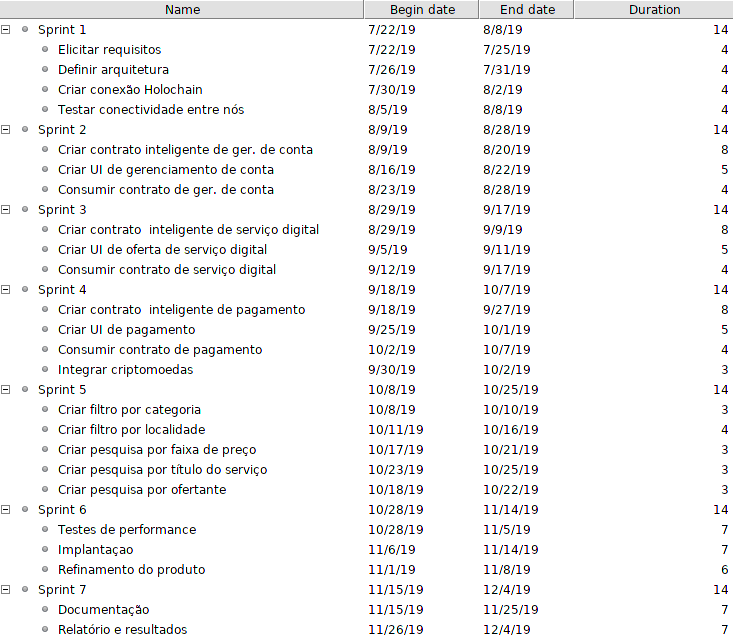 Name Begin date End date Duration
Sprint 1 7/22/19 8/8/19 14
Elicitar requisitos 7/22/19 7/25/19 4
Definir arquitetura 7/26/19 7/31/19 4
Criar conexão Holochain 7/30/19 8/2/19 4
Testar conectividade entre nós 8/5/19 8/8/19 4
Sprint 2 8/9/19 8/28/19 14
Criar contrato inteligente de ger. de conta 8/9/19 8/20/19 8
Criar UI de gerenciamento de conta 8/16/19 8/22/19 5
Consumir contrato de ger. de conta 8/23/19 8/28/19 4
Sprint 3 8/29/19 9/17/19 14
Criar contrato  inteligente de serviço digital 8/29/19 9/9/19 8
Criar UI de oferta de serviço digital 9/5/19 9/11/19 5
Consumir contrato de serviço digital 9/12/19 9/17/19 4
Sprint 4 9/18/19 10/7/19 14
Criar contrato  inteligente de pagamento 9/18/19 9/27/19 8
Criar UI de pagamento 9/25/19 10/1/19 5
Consumir contrato de pagamento 10/2/19 10/7/19 4
Integrar criptomoedas 9/30/19 10/2/19 3
Sprint 5 10/8/19 10/25/19 14
Criar filtro por categoria 10/8/19 10/10/19 3
Criar filtro por localidade 10/11/19 10/16/19 4
Criar pesquisa por faixa de preço 10/17/19 10/21/19 3
Criar pesquisa por título do serviço 10/23/19 10/25/19 3
Criar pesquisa por ofertante 10/18/19 10/22/19 3
Sprint 6 10/28/19 11/14/19 14
Testes de performance 10/28/19 11/5/19 7
Implantaçao 11/6/19 11/14/19 7
Refinamento do produto 11/1/19 11/8/19 6
Sprint 7 11/15/19 12/4/19 14
Documentação 11/15/19 11/25/19 7
Relatório e resultados 11/26/19 12/4/19 7